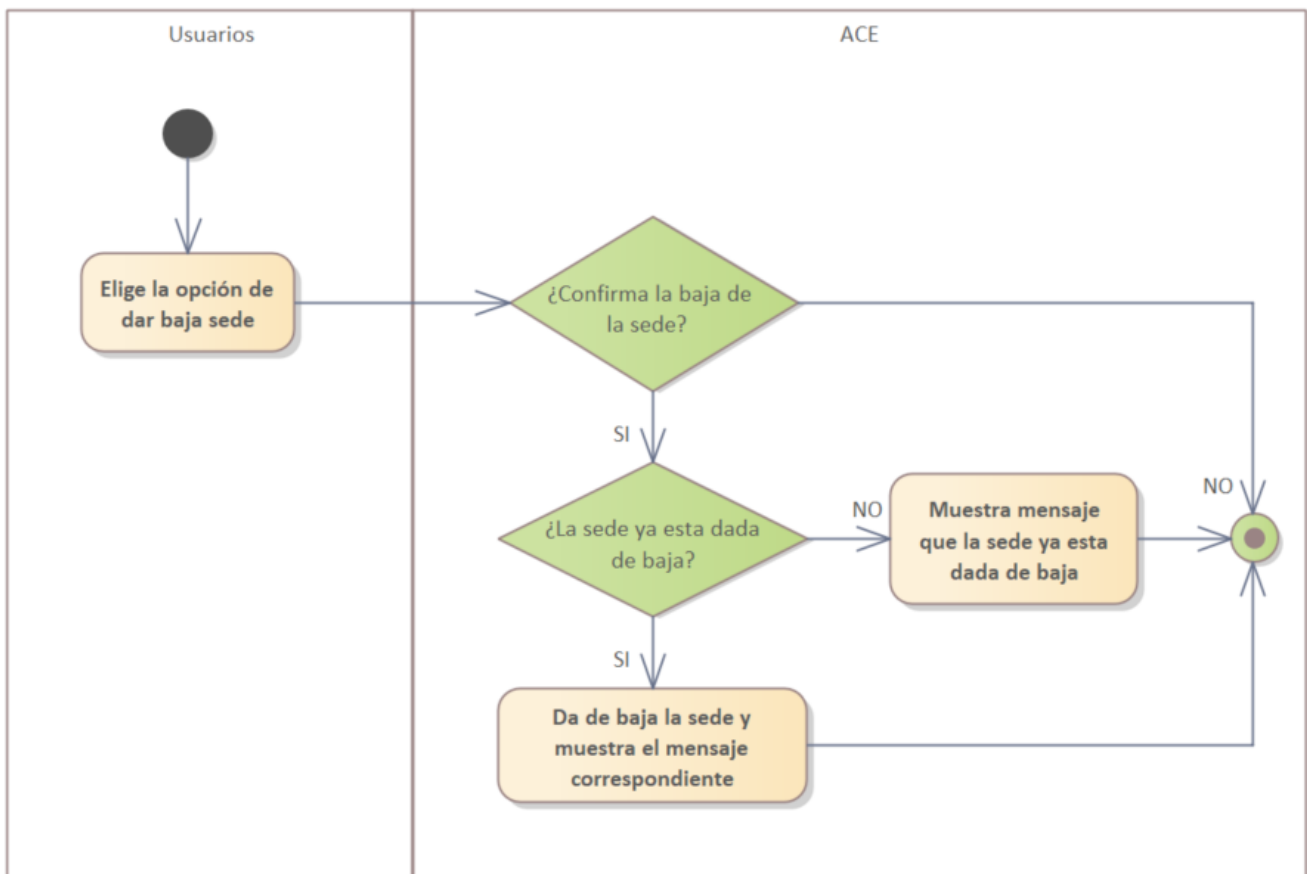 Usuarios
ACE
Elige la opción de
dar baja sede
¿Confirma la baja de
la sede?
SI
¿La sede ya esta dada
de baja?
NO
Muestra mensaje
que la sede ya esta
dada de baja
NO
SI
Da de baja la sede y
muestra el mensaje
correspondiente